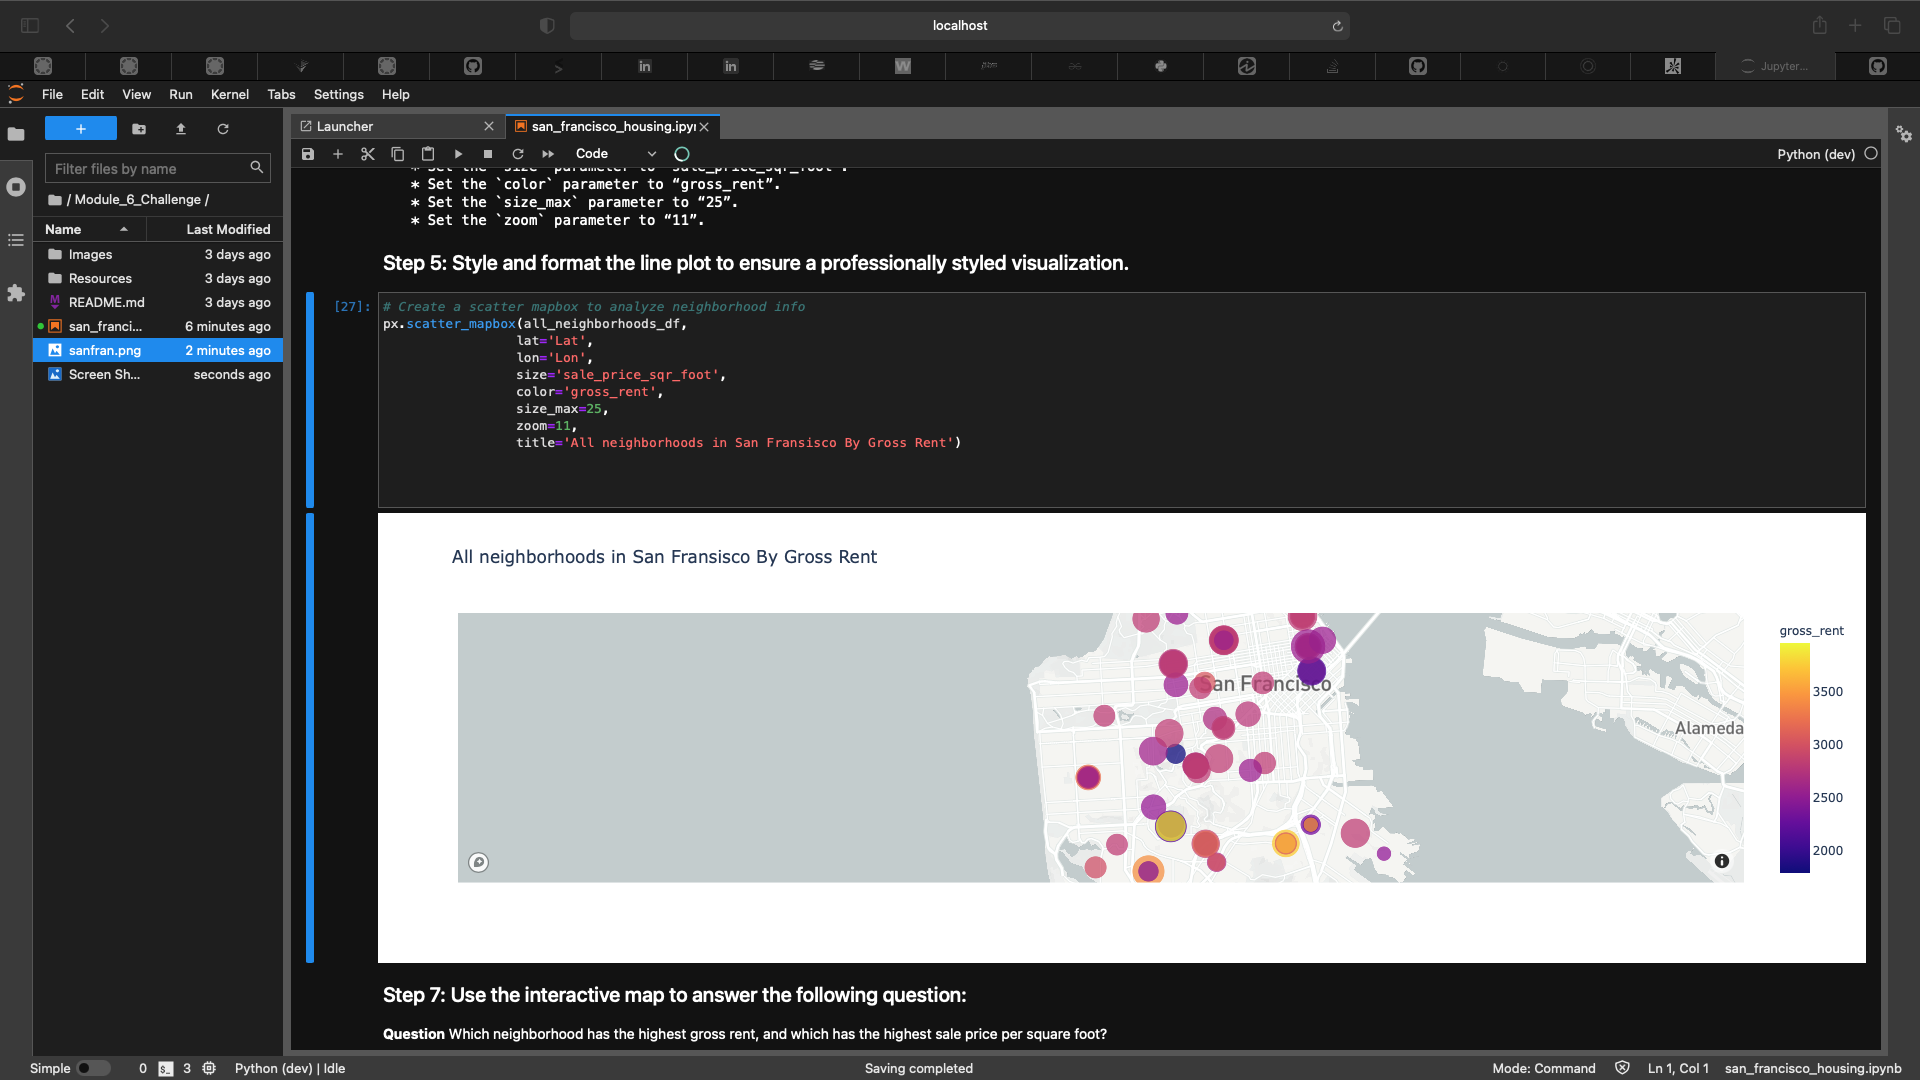 localhost
Jupyter...
File Edit View Run Kernel Tabs Settings Help
Launcher
san_francisco_housing.ipyn
Code
Python (dev)
Filter files by name
/ Module_6_Challenge /
Name Last Modified
Images 3 days ago
Resources 3 days ago
README.md 3 days ago
san_franci... 6 minutes ago
sanfran.png 2 minutes ago
Screen Sh... seconds ago
* Set the `size` parameter to “sale_price_sqr_foot”.
* Set the `color` parameter to “gross_rent”.
* Set the `size_max` parameter to “25”.
* Set the `zoom` parameter to “11”.
Step 5: Style and format the line plot to ensure a professionally styled visualization.
[27]:
# Create a scatter mapbox to analyze neighborhood info
px.scatter_mapbox(all_neighborhoods_df,
lat='Lat',
lon='Lon',
size='sale_price_sqr_foot',
color='gross_rent',
size_max=25,
zoom=11,
title='All neighborhoods in San Fransisco By Gross Rent')
All neighborhoods in San Fransisco By Gross Rent
San Francisco
Alameda
gross_rent
3500
3000
2500
2000
Step 7: Use the interactive map to answer the following question:
Question Which neighborhood has the highest gross rent, and which has the highest sale price per square foot?
Simple 0 $_ 3 Python (dev) | Idle Saving completed Mode: Command Ln 1, Col 1 san_francisco_housing.ipynb